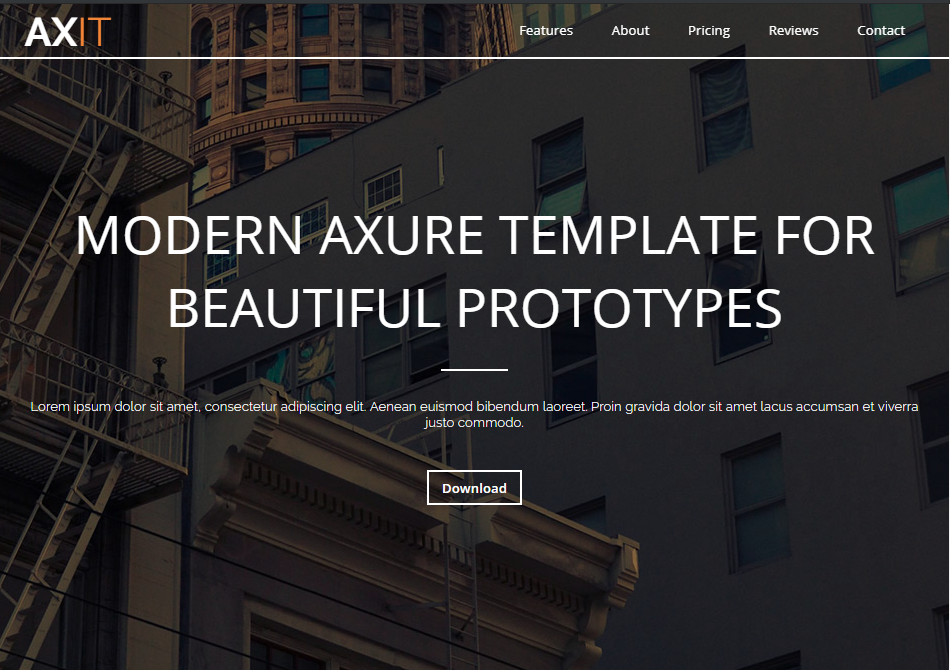 AXIT
Features About Pricing Reviews Contact
MODERN AXURE TEMPLATE FOR
BEAUTIFUL PROTOTYPES
Lorem ipsum dolor sit amet, consectetur adipiscing elit. Aenean euismod bibendum laoreet. Proin gravida dolor sit amet lacus accumsan et viverra
justo commodo.
Download